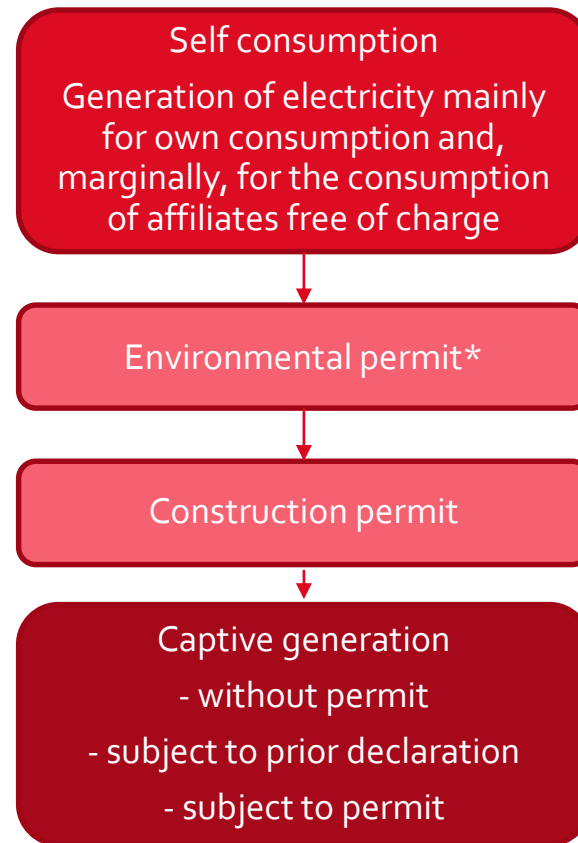 Self consumption
Generation of electricity mainly
for own consumption and,
marginally, for the consumption
of affiliates free of charge
Environmental permit*
Construction permit
Captive generation
- without permit
- subject to prior declaration
- subject to permit